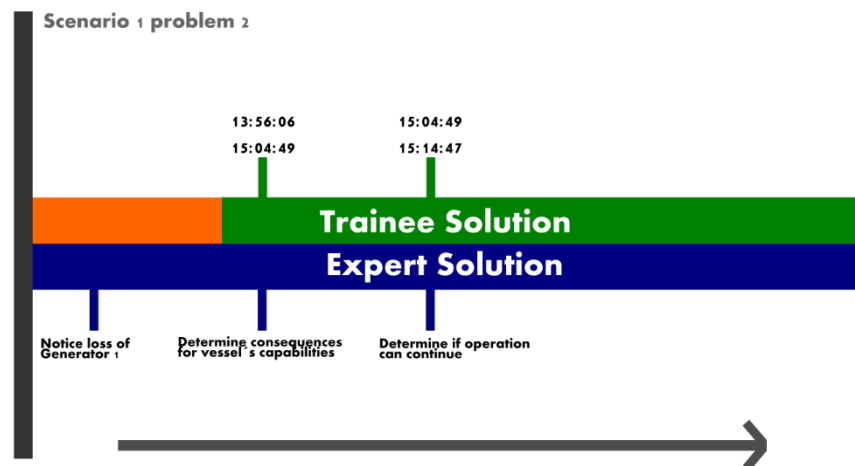 Scenario 1 problem 2
13:56:06
15:04:49
15:04:49
15:14:47
Trainee Solution
Expert Solution
Notice loss of
Generator 1
Determine consequences
for vessel´s capabilities
Determine if operation
can continue